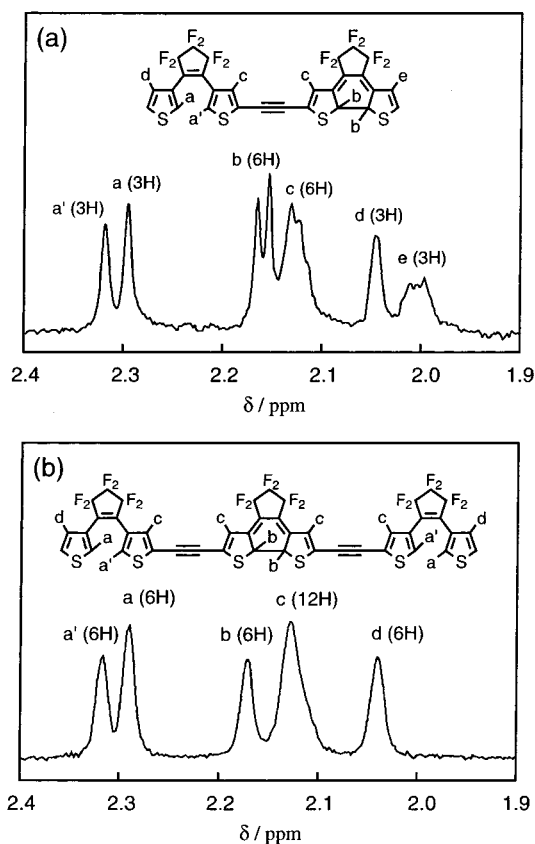 (a)
F₂
F₂ F₂
F₂
F₂ F₂
d
c
c
e
a
b
S
a'
S
S
S
b
b (6H)
a (3H)
c (6H)
a' (3H)
d (3H)
e (3H)
2.4 2.3 2.2 2.1 2.0 1.9
δ / ppm
(b)
F₂
F₂ F₂
F₂
F₂ F₂
F₂
F₂ F₂
d
c
c
c
c
d
a
b
a'
S
a'
S
S
b
S
S
a
S
a (6H)
c (12H)
a' (6H)
b (6H)
d (6H)
2.4 2.3 2.2 2.1 2.0 1.9
δ / ppm